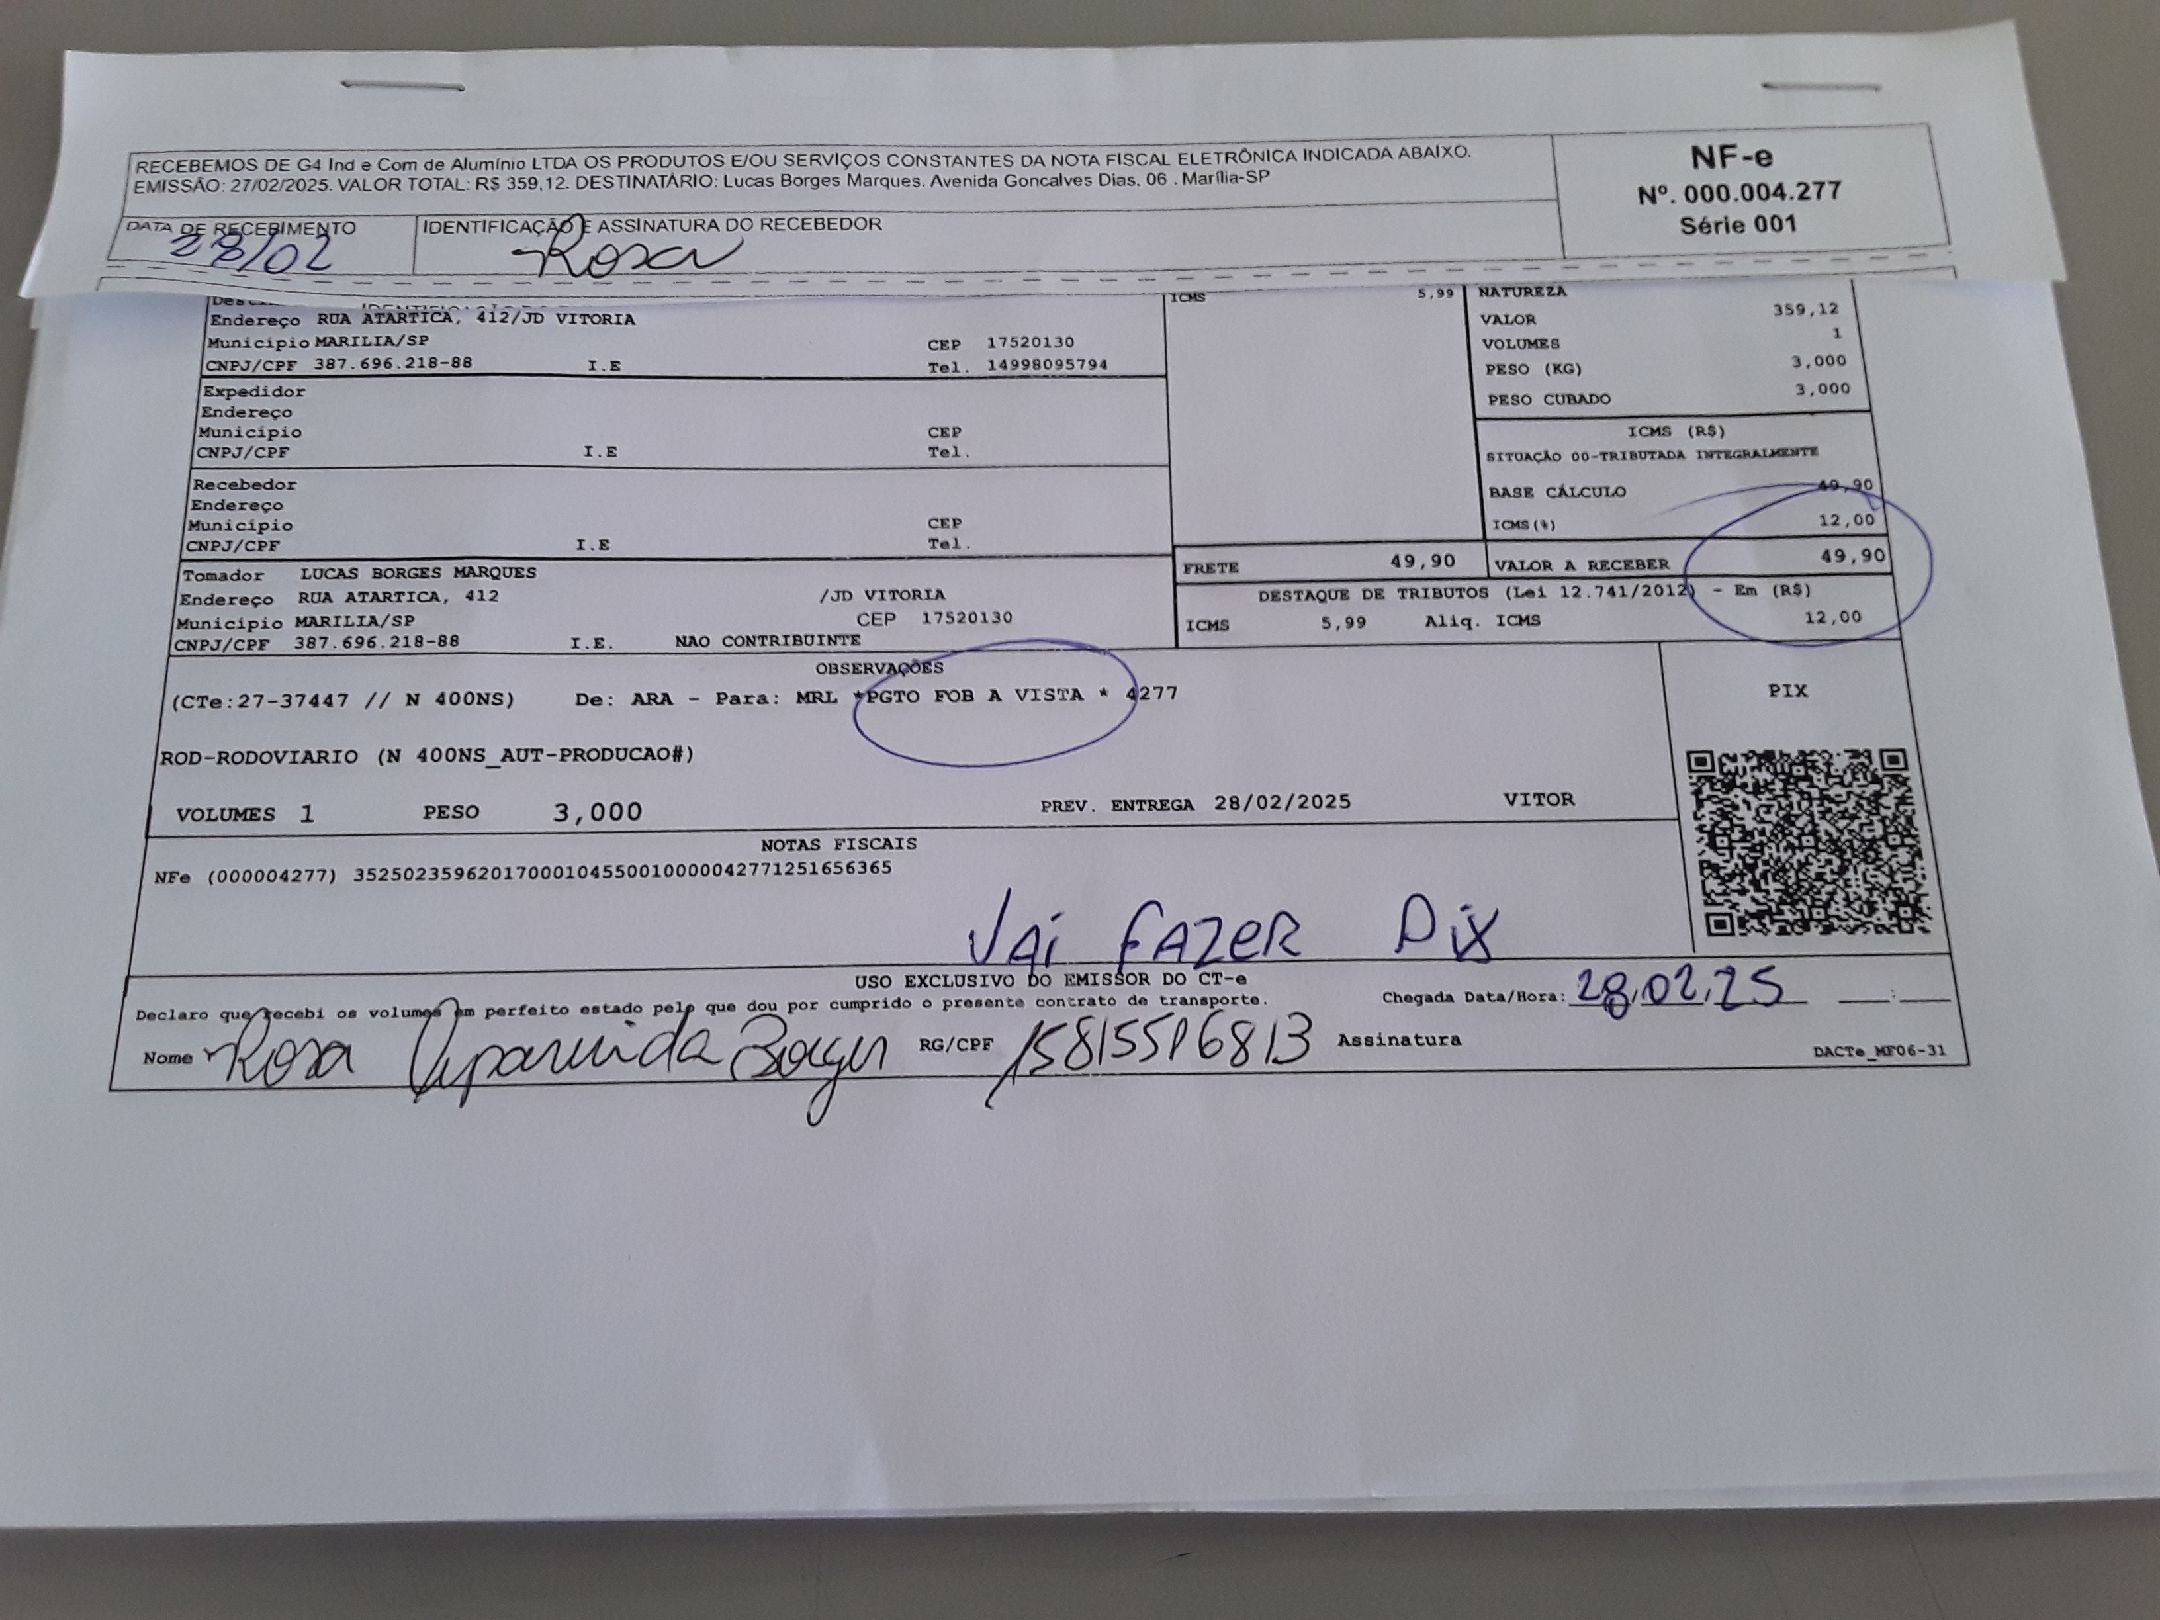 RECEBEMOS DE G4 Ind e Com de Alumínio LTDA OS PRODUTOS E/OU SERVIÇOS CONSTANTES DA NOTA FISCAL ELETRÔNICA INDICADA ABAIXO.
EMISSÃO: 27/02/2025. VALOR TOTAL: R$ 359,12. DESTINATÁRIO: Lucas Borges Marques. Avenida Goncalves Dias, 06 . Marília-SP
NF-e
Nº. 000.004.277
Série 001
DATA DE RECEBIMENTO IDENTIFICAÇÃO E ASSINATURA DO RECEBEDOR
28/02 Rosa
ICMS 5,99 NATUREZA
Endereço RUA ATARTICA, 412/JD VITORIA VALOR 359,12
Município MARILIA/SP CEP 17520130 VOLUMES 1
CNPJ/CPF 387.696.218-88 I.E Tel. 14998095794 PESO (KG) 3,000
Expedidor PESO CUBADO 3,000
Endereço
Município CEP ICMS (R$)
CNPJ/CPF I.E Tel. SITUAÇÃO 00-TRIBUTADA INTEGRALMENTE
Recebedor BASE CÁLCULO 49,90
Endereço
Município CEP ICMS(%) 12,00
CNPJ/CPF I.E Tel.
FRETE 49,90 VALOR A RECEBER 49,90
Tomador LUCAS BORGES MARQUES
Endereço RUA ATARTICA, 412 /JD VITORIA DESTAQUE DE TRIBUTOS (Lei 12.741/2012) - Em (R$)
Município MARILIA/SP CEP 17520130 ICMS 5,99 Aliq. ICMS 12,00
CNPJ/CPF 387.696.218-88 I.E. NAO CONTRIBUINTE
OBSERVAÇÕES
(CTe:27-37447 // N 400NS) De: ARA - Para: MRL *PGTO FOB A VISTA * 4277
PIX
ROD-RODOVIARIO (N 400NS_AUT-PRODUCAO#)
VOLUMES 1 PESO 3,000 PREV. ENTREGA 28/02/2025 VITOR
NOTAS FISCAIS
NFe (000004277) 35250235962017000104550010000042771251656365
VAi FAZER Pix
USO EXCLUSIVO DO EMISSOR DO CT-e
Declaro que recebi os volumes em perfeito estado pelo que dou por cumprido o presente contrato de transporte. Chegada Data/Hora: 28.02.25
Nome Rosa Aparecida Borges RG/CPF 15815516813 Assinatura
DACTe_MF06-31